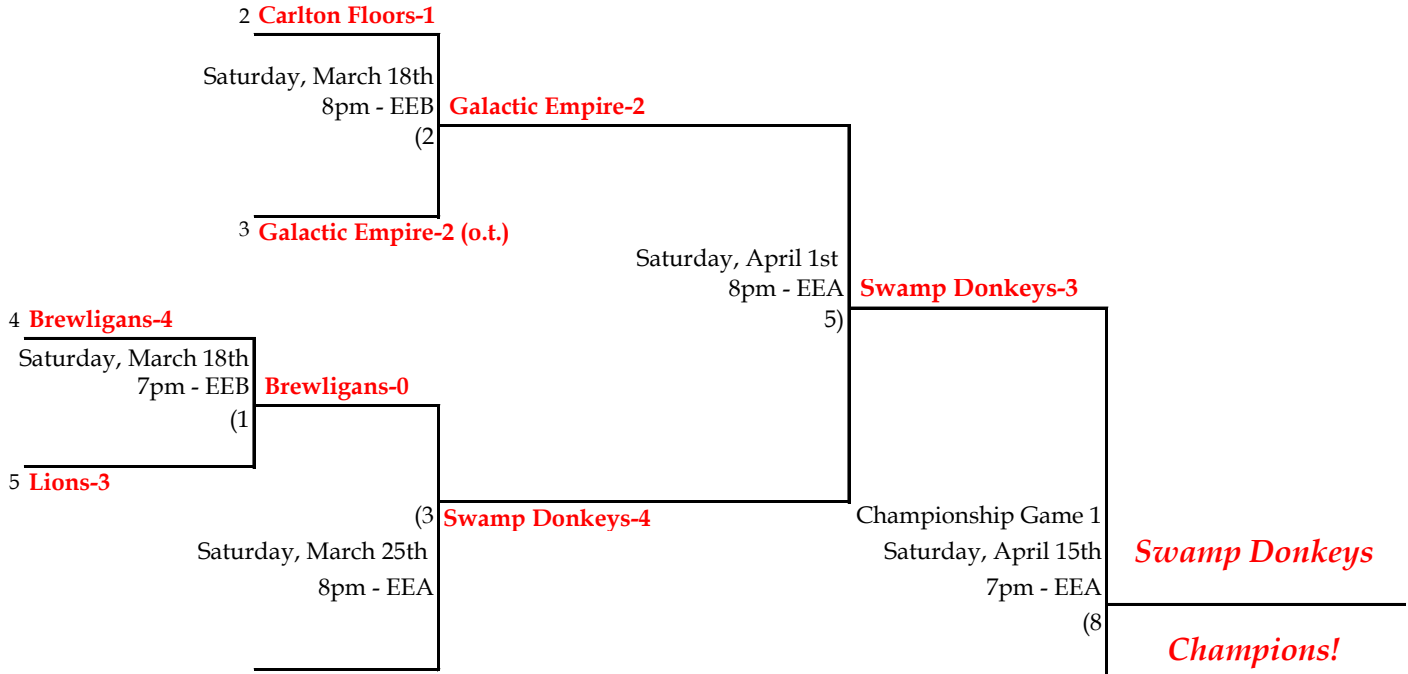 2 Carlton Floors-1
Saturday, March 18th
8pm - EEB
(2
Galactic Empire-2
3 Galactic Empire-2 (o.t.)
Saturday, April 1st
8pm - EEA
5)
Swamp Donkeys-3
4 Brewligans-4
Saturday, March 18th
7pm - EEB
(1
Brewligans-0
5 Lions-3
(3
Swamp Donkeys-4
Saturday, March 25th
8pm - EEA
Championship Game 1
Saturday, April 15th
7pm - EEA
(8
Swamp Donkeys
Champions!